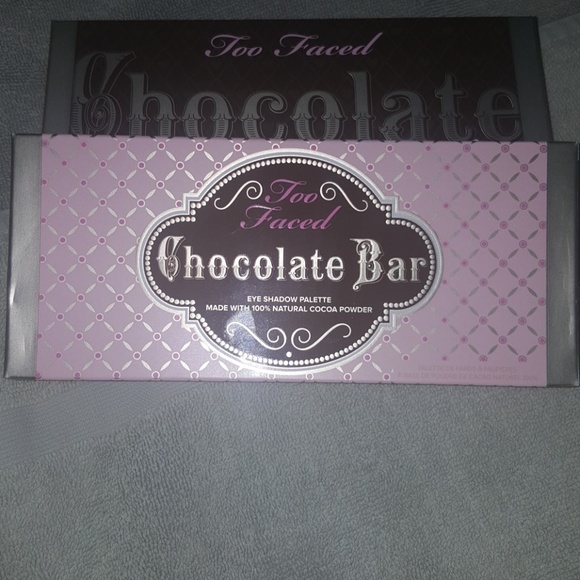 Too Faced
Chocolate
Too
Faced
Chocolate Bar
EYE SHADOW PALETTE
MADE WITH 100% NATURAL COCOA POWDER